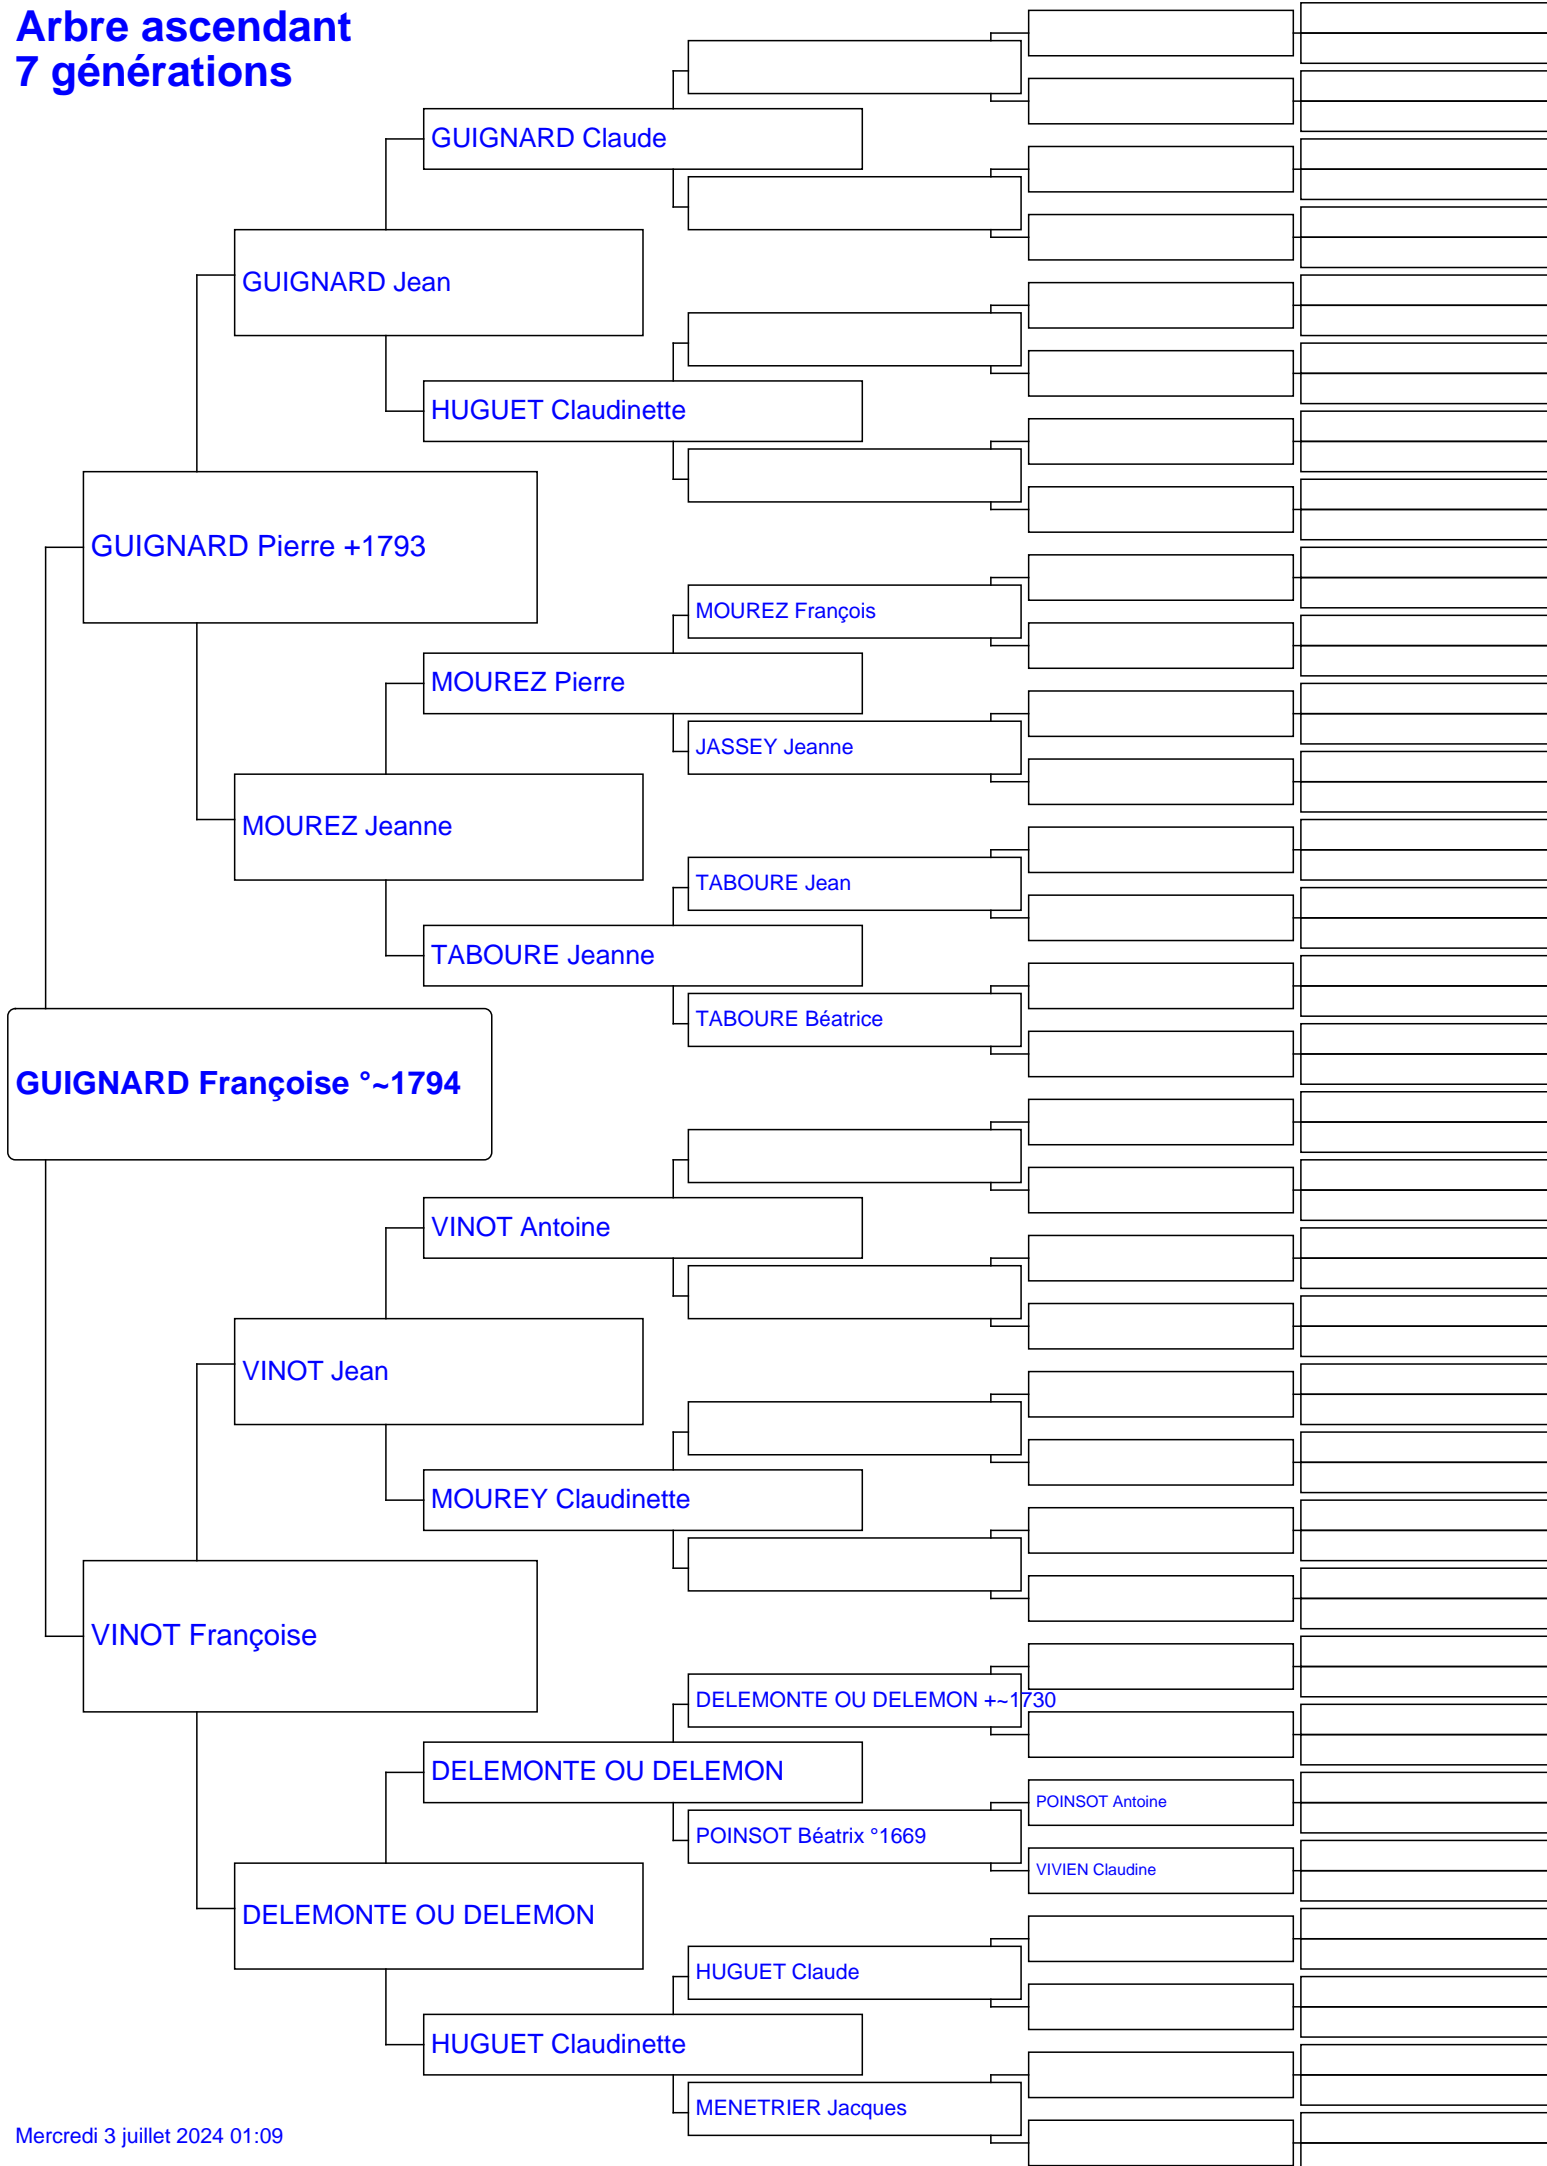 Arbre ascendant
7 générations
GUIGNARD Claude
GUIGNARD Jean
HUGUET Claudinette
GUIGNARD Pierre +1793
MOUREZ François
MOUREZ Pierre
JASSEY Jeanne
MOUREZ Jeanne
TABOURE Jean
TABOURE Jeanne
TABOURE Béatrice
GUIGNARD Françoise °~1794
VINOT Antoine
VINOT Jean
MOUREY Claudinette
VINOT Françoise
DELEMONTE OU DELEMON +~1730
DELEMONTE OU DELEMON
POINSOT Antoine
POINSOT Béatrix °1669
VIVIEN Claudine
DELEMONTE OU DELEMON
HUGUET Claude
HUGUET Claudinette
MENETRIER Jacques
Mercredi 3 juillet 2024 01:09